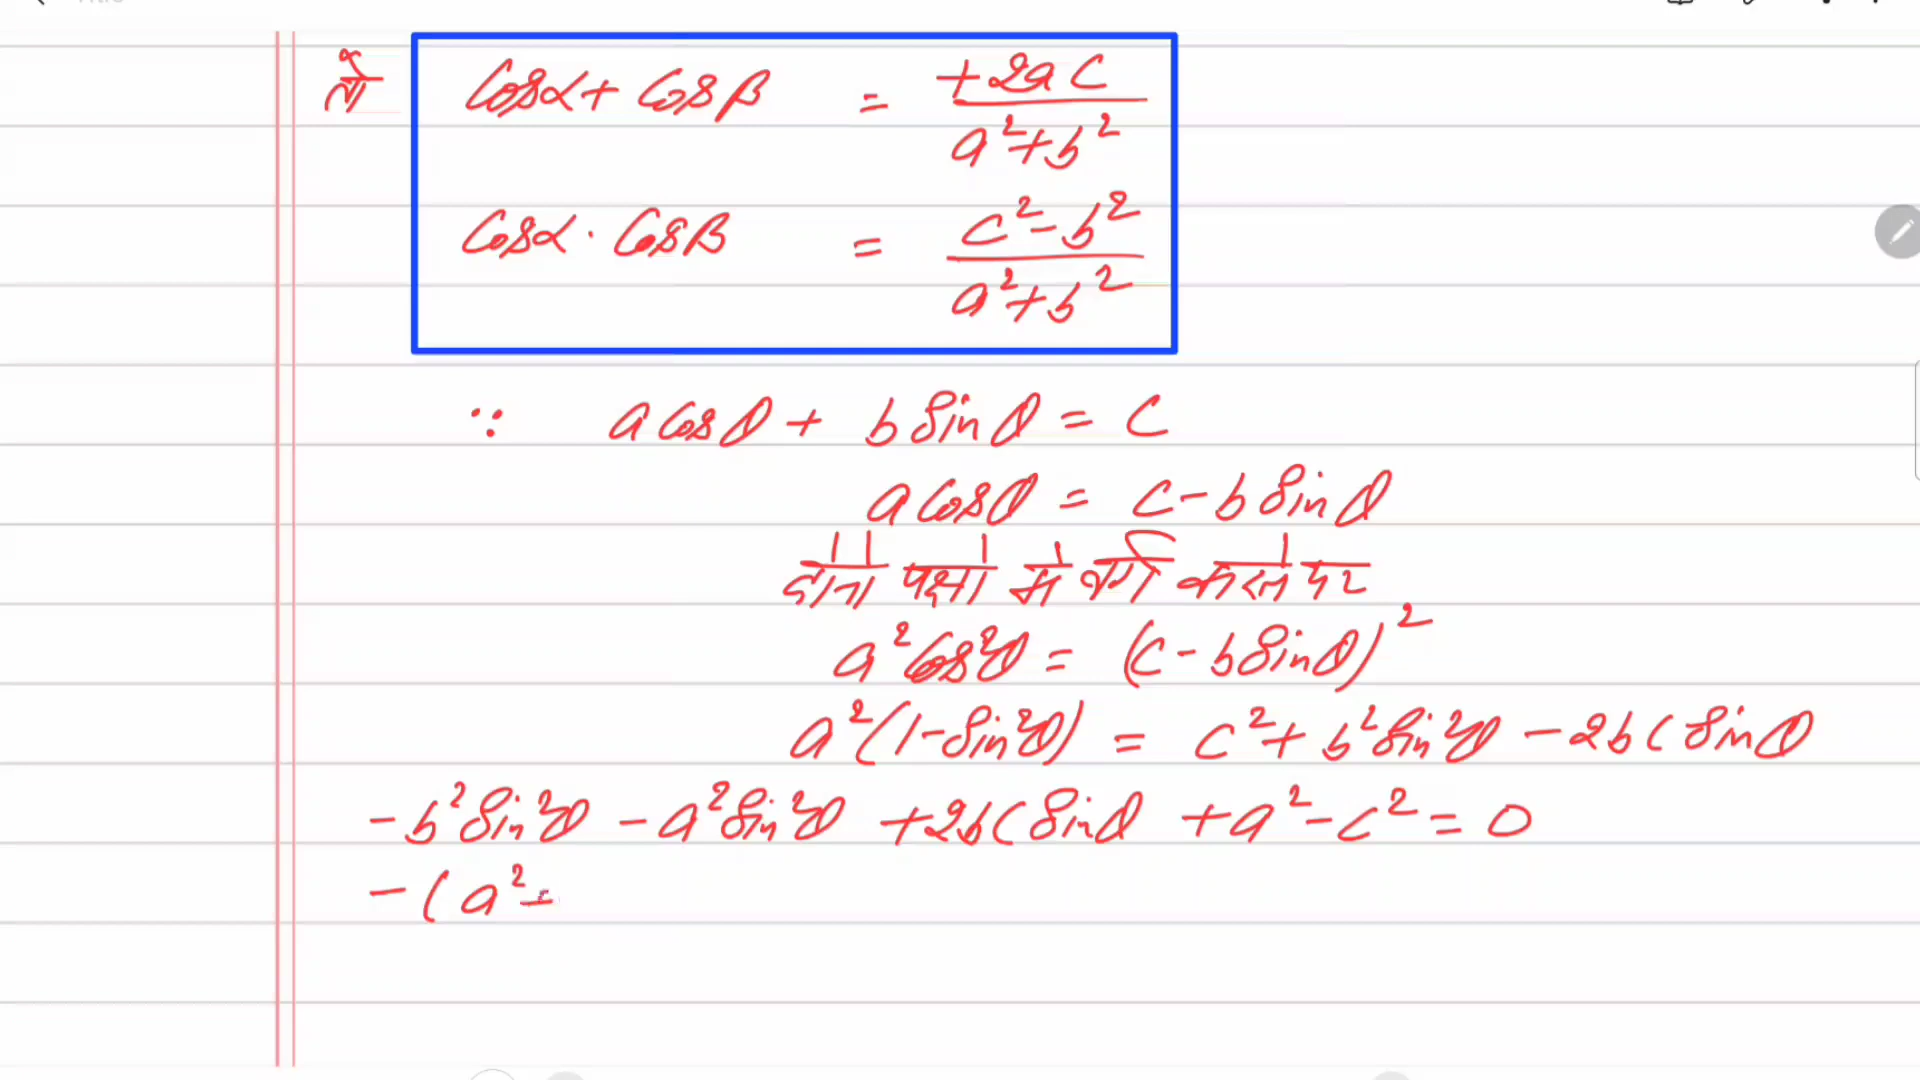 तो cosα + cosβ = +2ac / a²+b²
cosα · cosβ = c²-b² / a²+b²
∵ a cosθ + b sinθ = c
a cosθ = c - b sinθ
दोनों पक्षों का वर्ग करने पर
a²cos²θ = (c - b sinθ)²
a²(1-sin²θ) = c² + b²sin²θ - 2bc sinθ
-b²sin²θ - a²sin²θ + 2bc sinθ + a² - c² = 0
-(a²